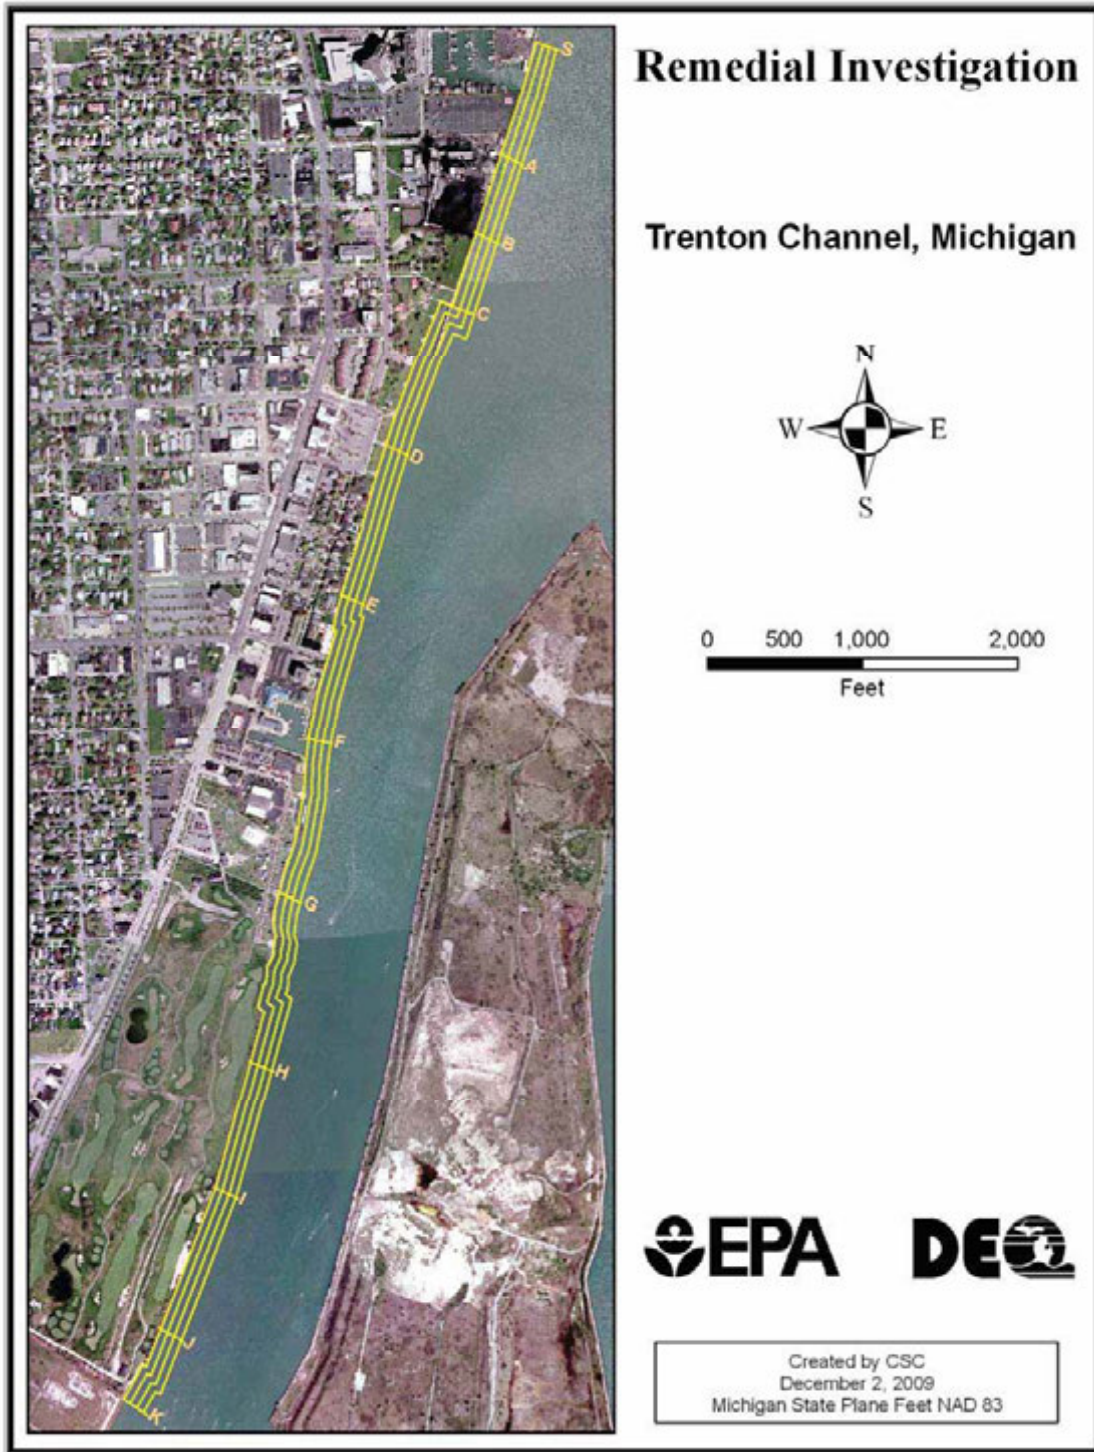 Remedial Investigation
Trenton Channel, Michigan
N
W E
S
0 500 1,000 2,000
Feet
S
A
B
C
D
E
F
G
H
I
J
K
EPA DEQ
Created by CSC
December 2, 2009
Michigan State Plane Feet NAD 83